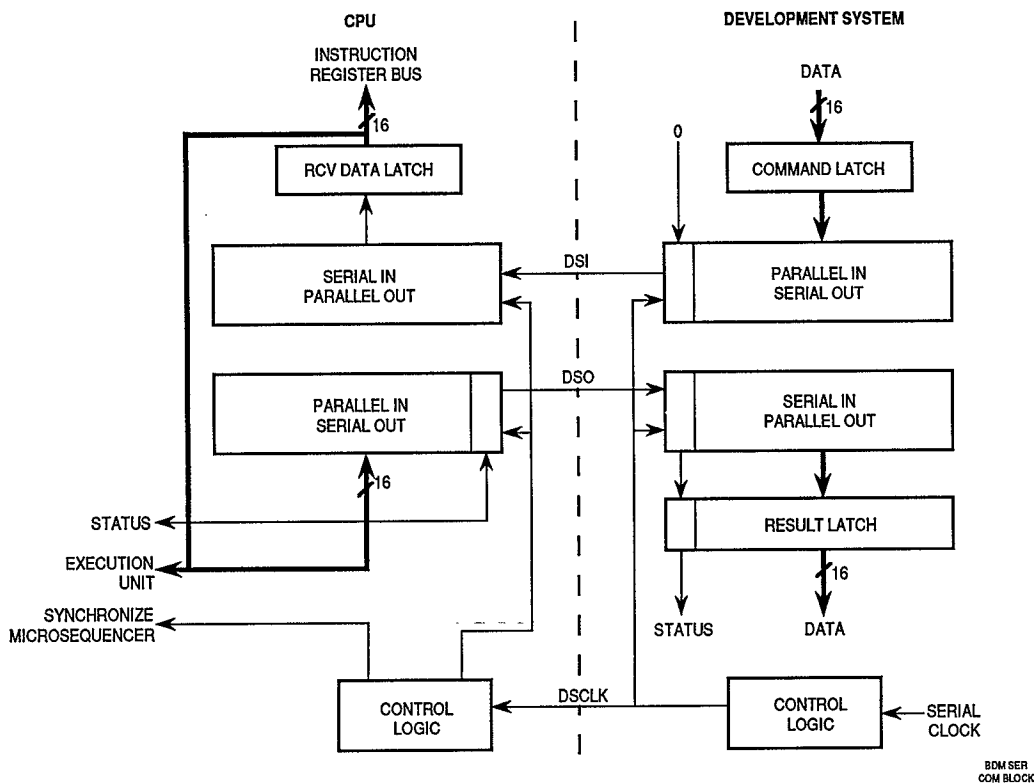 CPU
DEVELOPMENT SYSTEM
INSTRUCTION
REGISTER BUS
DATA
16
16
0
RCV DATA LATCH
COMMAND LATCH
DSI
SERIAL IN
PARALLEL OUT
PARALLEL IN
SERIAL OUT
DSO
PARALLEL IN
SERIAL OUT
SERIAL IN
PARALLEL OUT
16
STATUS
RESULT LATCH
EXECUTION
UNIT
16
SYNCHRONIZE
MICROSEQUENCER
STATUS
DATA
DSCLK
CONTROL
LOGIC
CONTROL
LOGIC
SERIAL
CLOCK
BDM SER
COM BLOCK